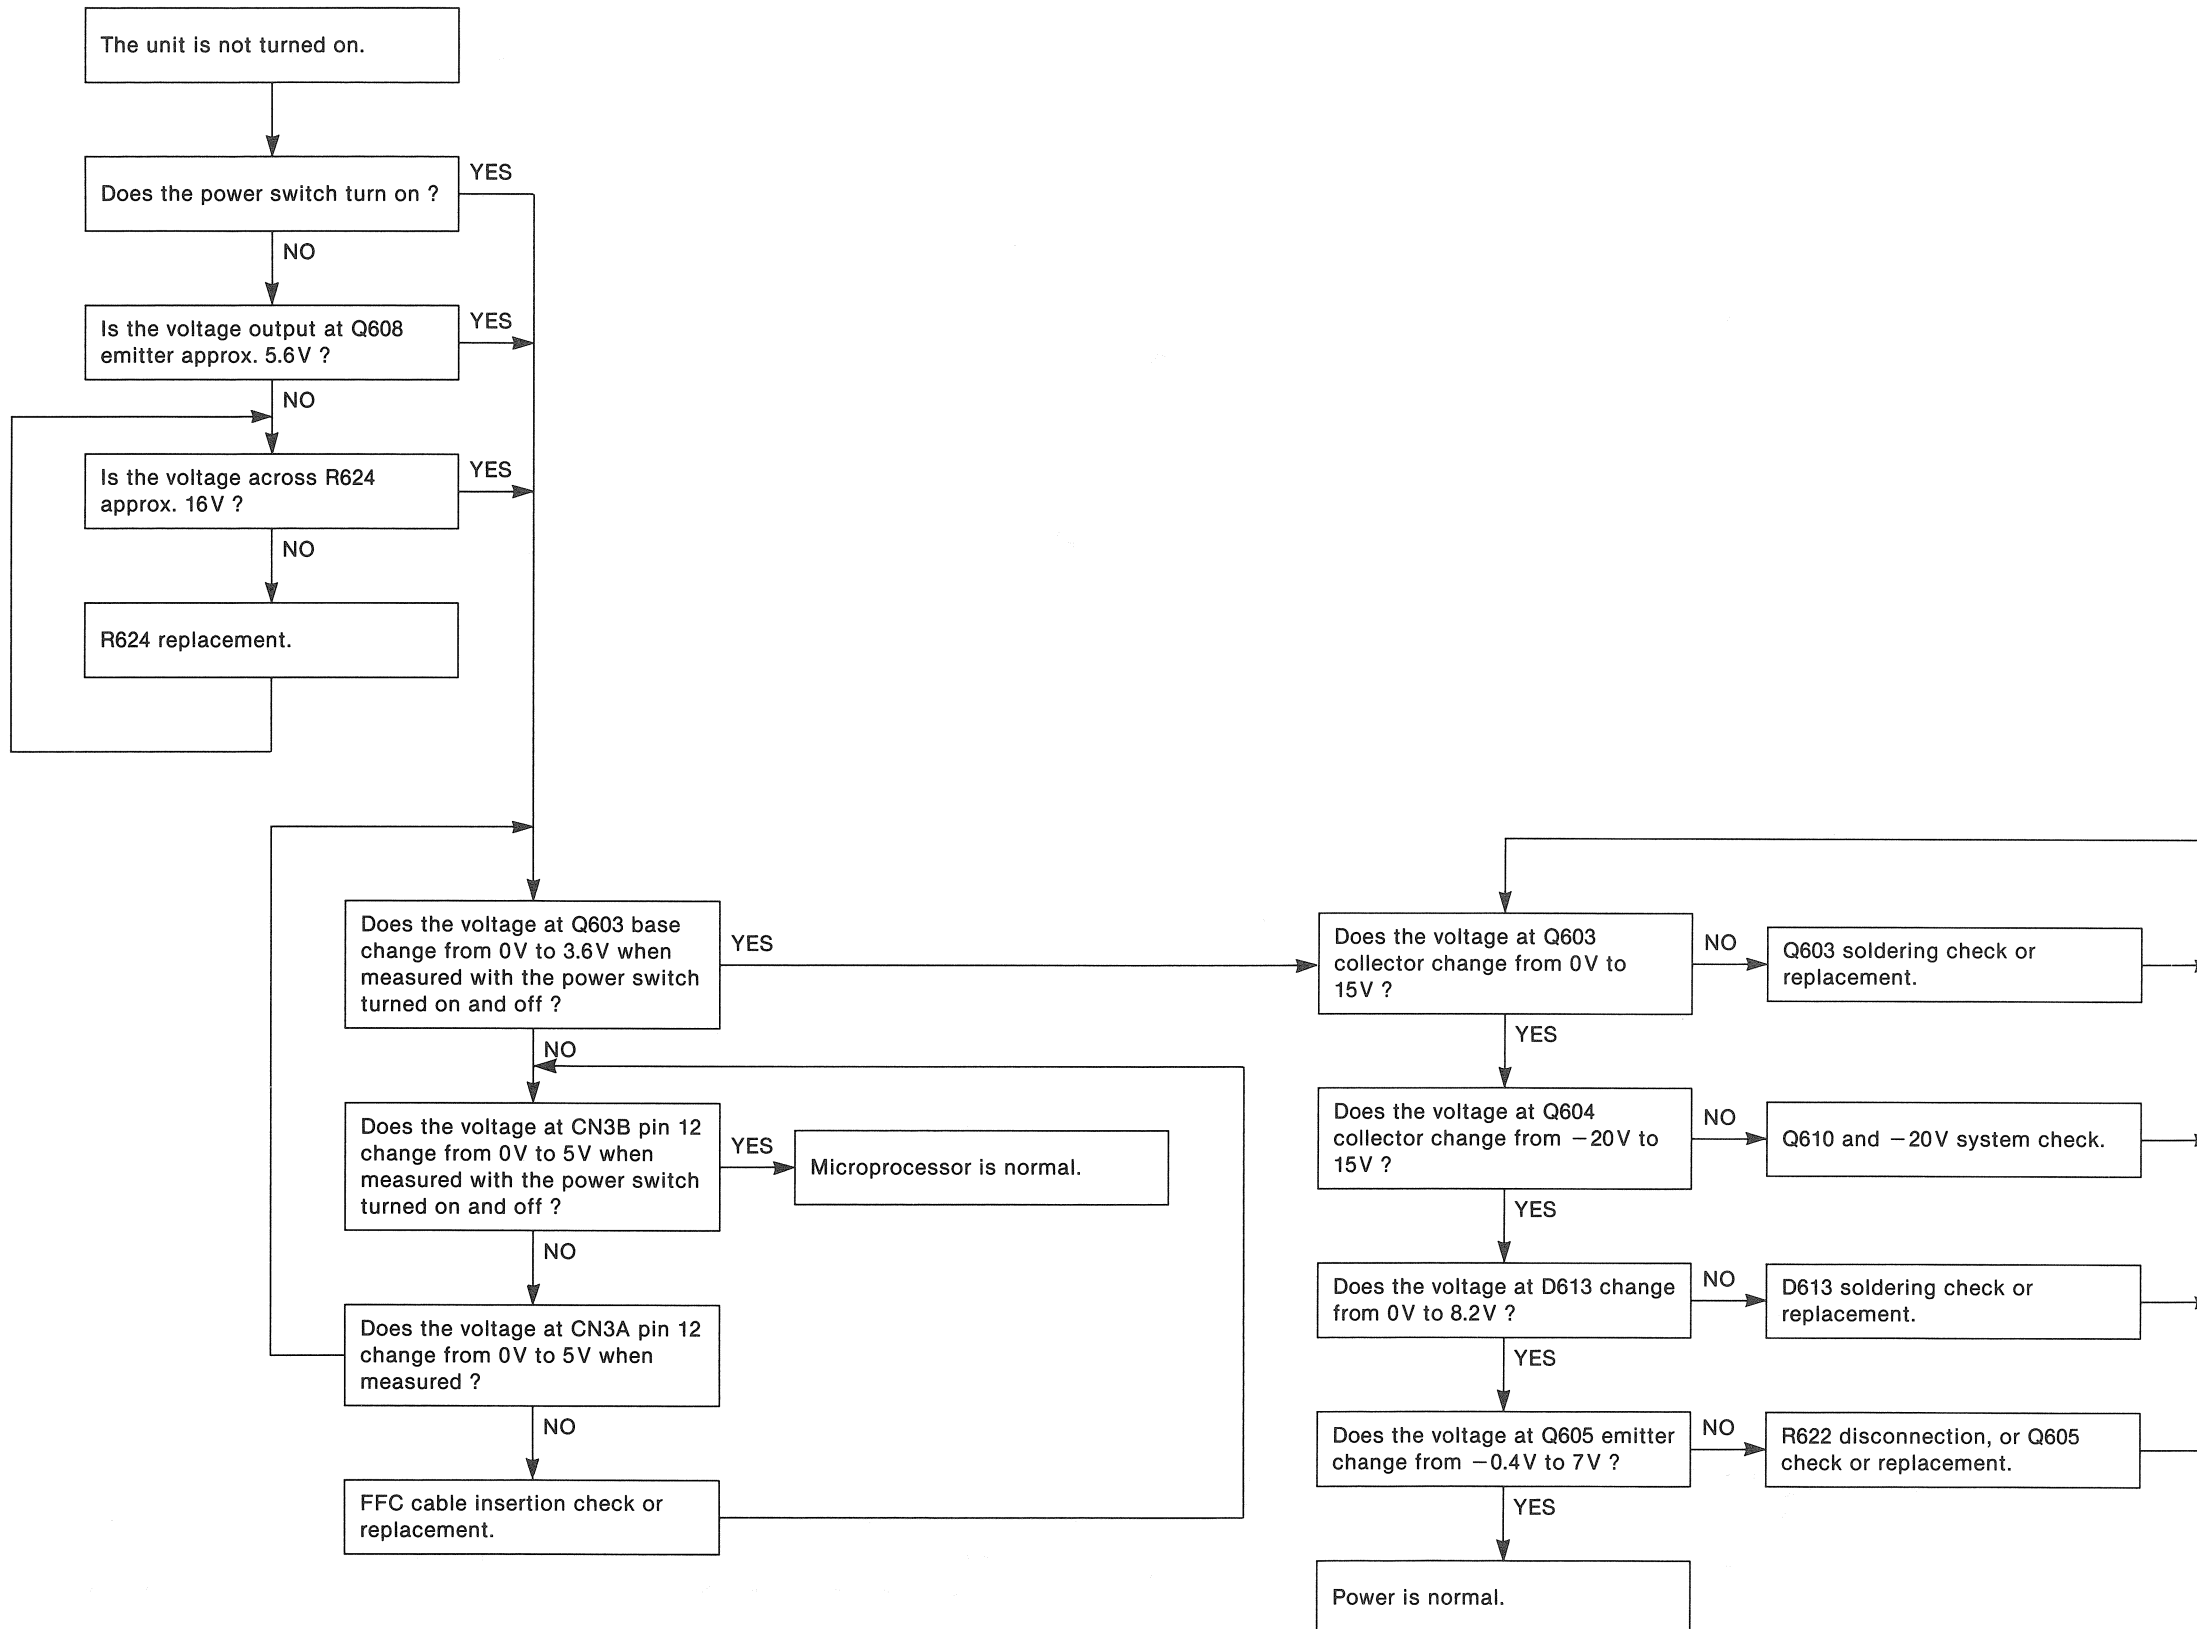 The unit is not turned on.
Does the power switch turn on ?
YES
NO
Is the voltage output at Q608
emitter approx. 5.6V ?
YES
NO
Is the voltage across R624
approx. 16V ?
YES
NO
R624 replacement.
Does the voltage at Q603 base
change from 0V to 3.6V when
measured with the power switch
turned on and off ?
YES
NO
Does the voltage at CN3B pin 12
change from 0V to 5V when
measured with the power switch
turned on and off ?
YES
Microprocessor is normal.
NO
Does the voltage at CN3A pin 12
change from 0V to 5V when
measured ?
NO
FFC cable insertion check or
replacement.
Does the voltage at Q603
collector change from 0V to
15V ?
NO
Q603 soldering check or
replacement.
YES
Does the voltage at Q604
collector change from −20V to
15V ?
NO
Q610 and −20V system check.
YES
Does the voltage at D613 change
from 0V to 8.2V ?
NO
D613 soldering check or
replacement.
YES
Does the voltage at Q605 emitter
change from −0.4V to 7V ?
NO
R622 disconnection, or Q605
check or replacement.
YES
Power is normal.